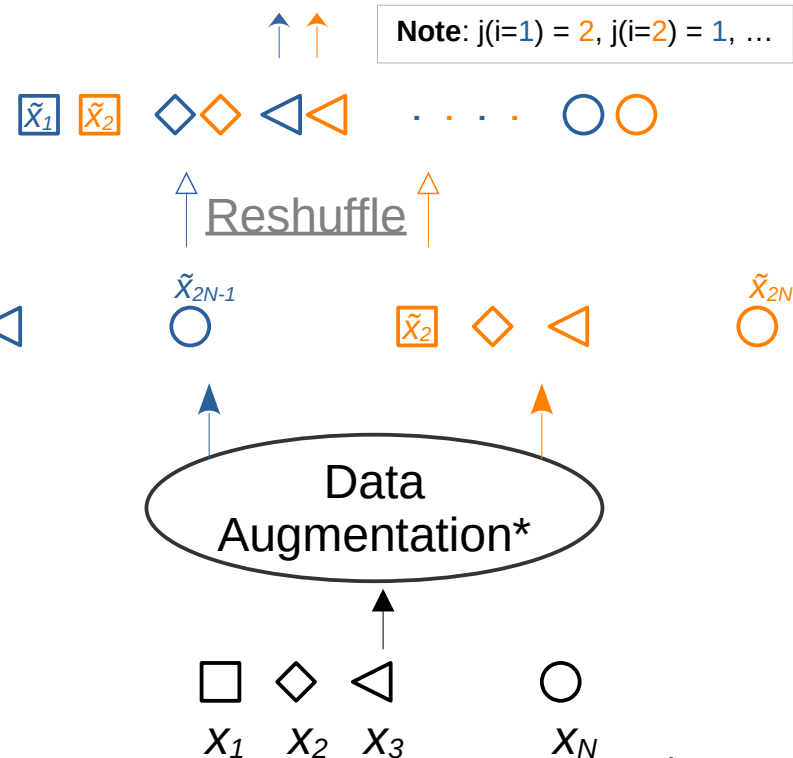 Note: j(i=1) = 2, j(i=2) = 1, …
x̃₁ x̃₂ . . . .
Reshuffle
x̃2N-1 x̃2N
x̃₂
Data
Augmentation*
x₁ x₂ x₃ xN